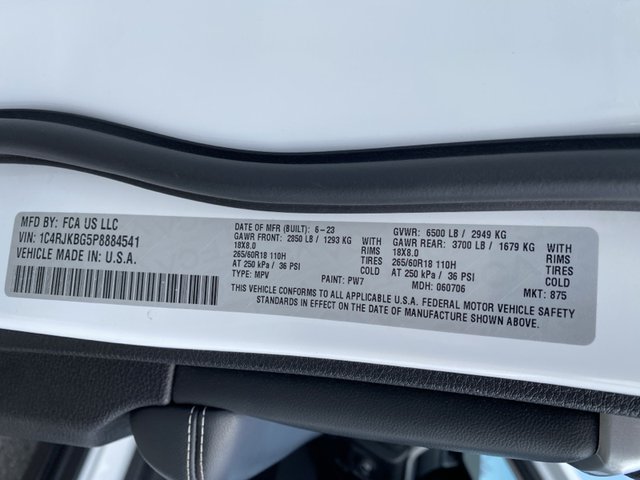 MFD BY: FCA US LLC
VIN: 1C4RJKBG5P8884541
VEHICLE MADE IN: U.S.A.
DATE OF MFR (BUILT): 6-23
GAWR FRONT: 2850 LB / 1293 KG WITH
18X8.0 RIMS
265/60R18 110H TIRES
AT 250 kPa / 36 PSI COLD
TYPE: MPV PAINT: PW7
GVWR: 6500 LB / 2949 KG
GAWR REAR: 3700 LB / 1679 KG WITH
18X8.0 RIMS
265/60R18 110H TIRES
AT 250 kPa / 36 PSI COLD
MDH: 060706 MKT: 875
THIS VEHICLE CONFORMS TO ALL APPLICABLE U.S.A. FEDERAL MOTOR VEHICLE SAFETY
STANDARDS IN EFFECT ON THE DATE OF MANUFACTURE SHOWN ABOVE.